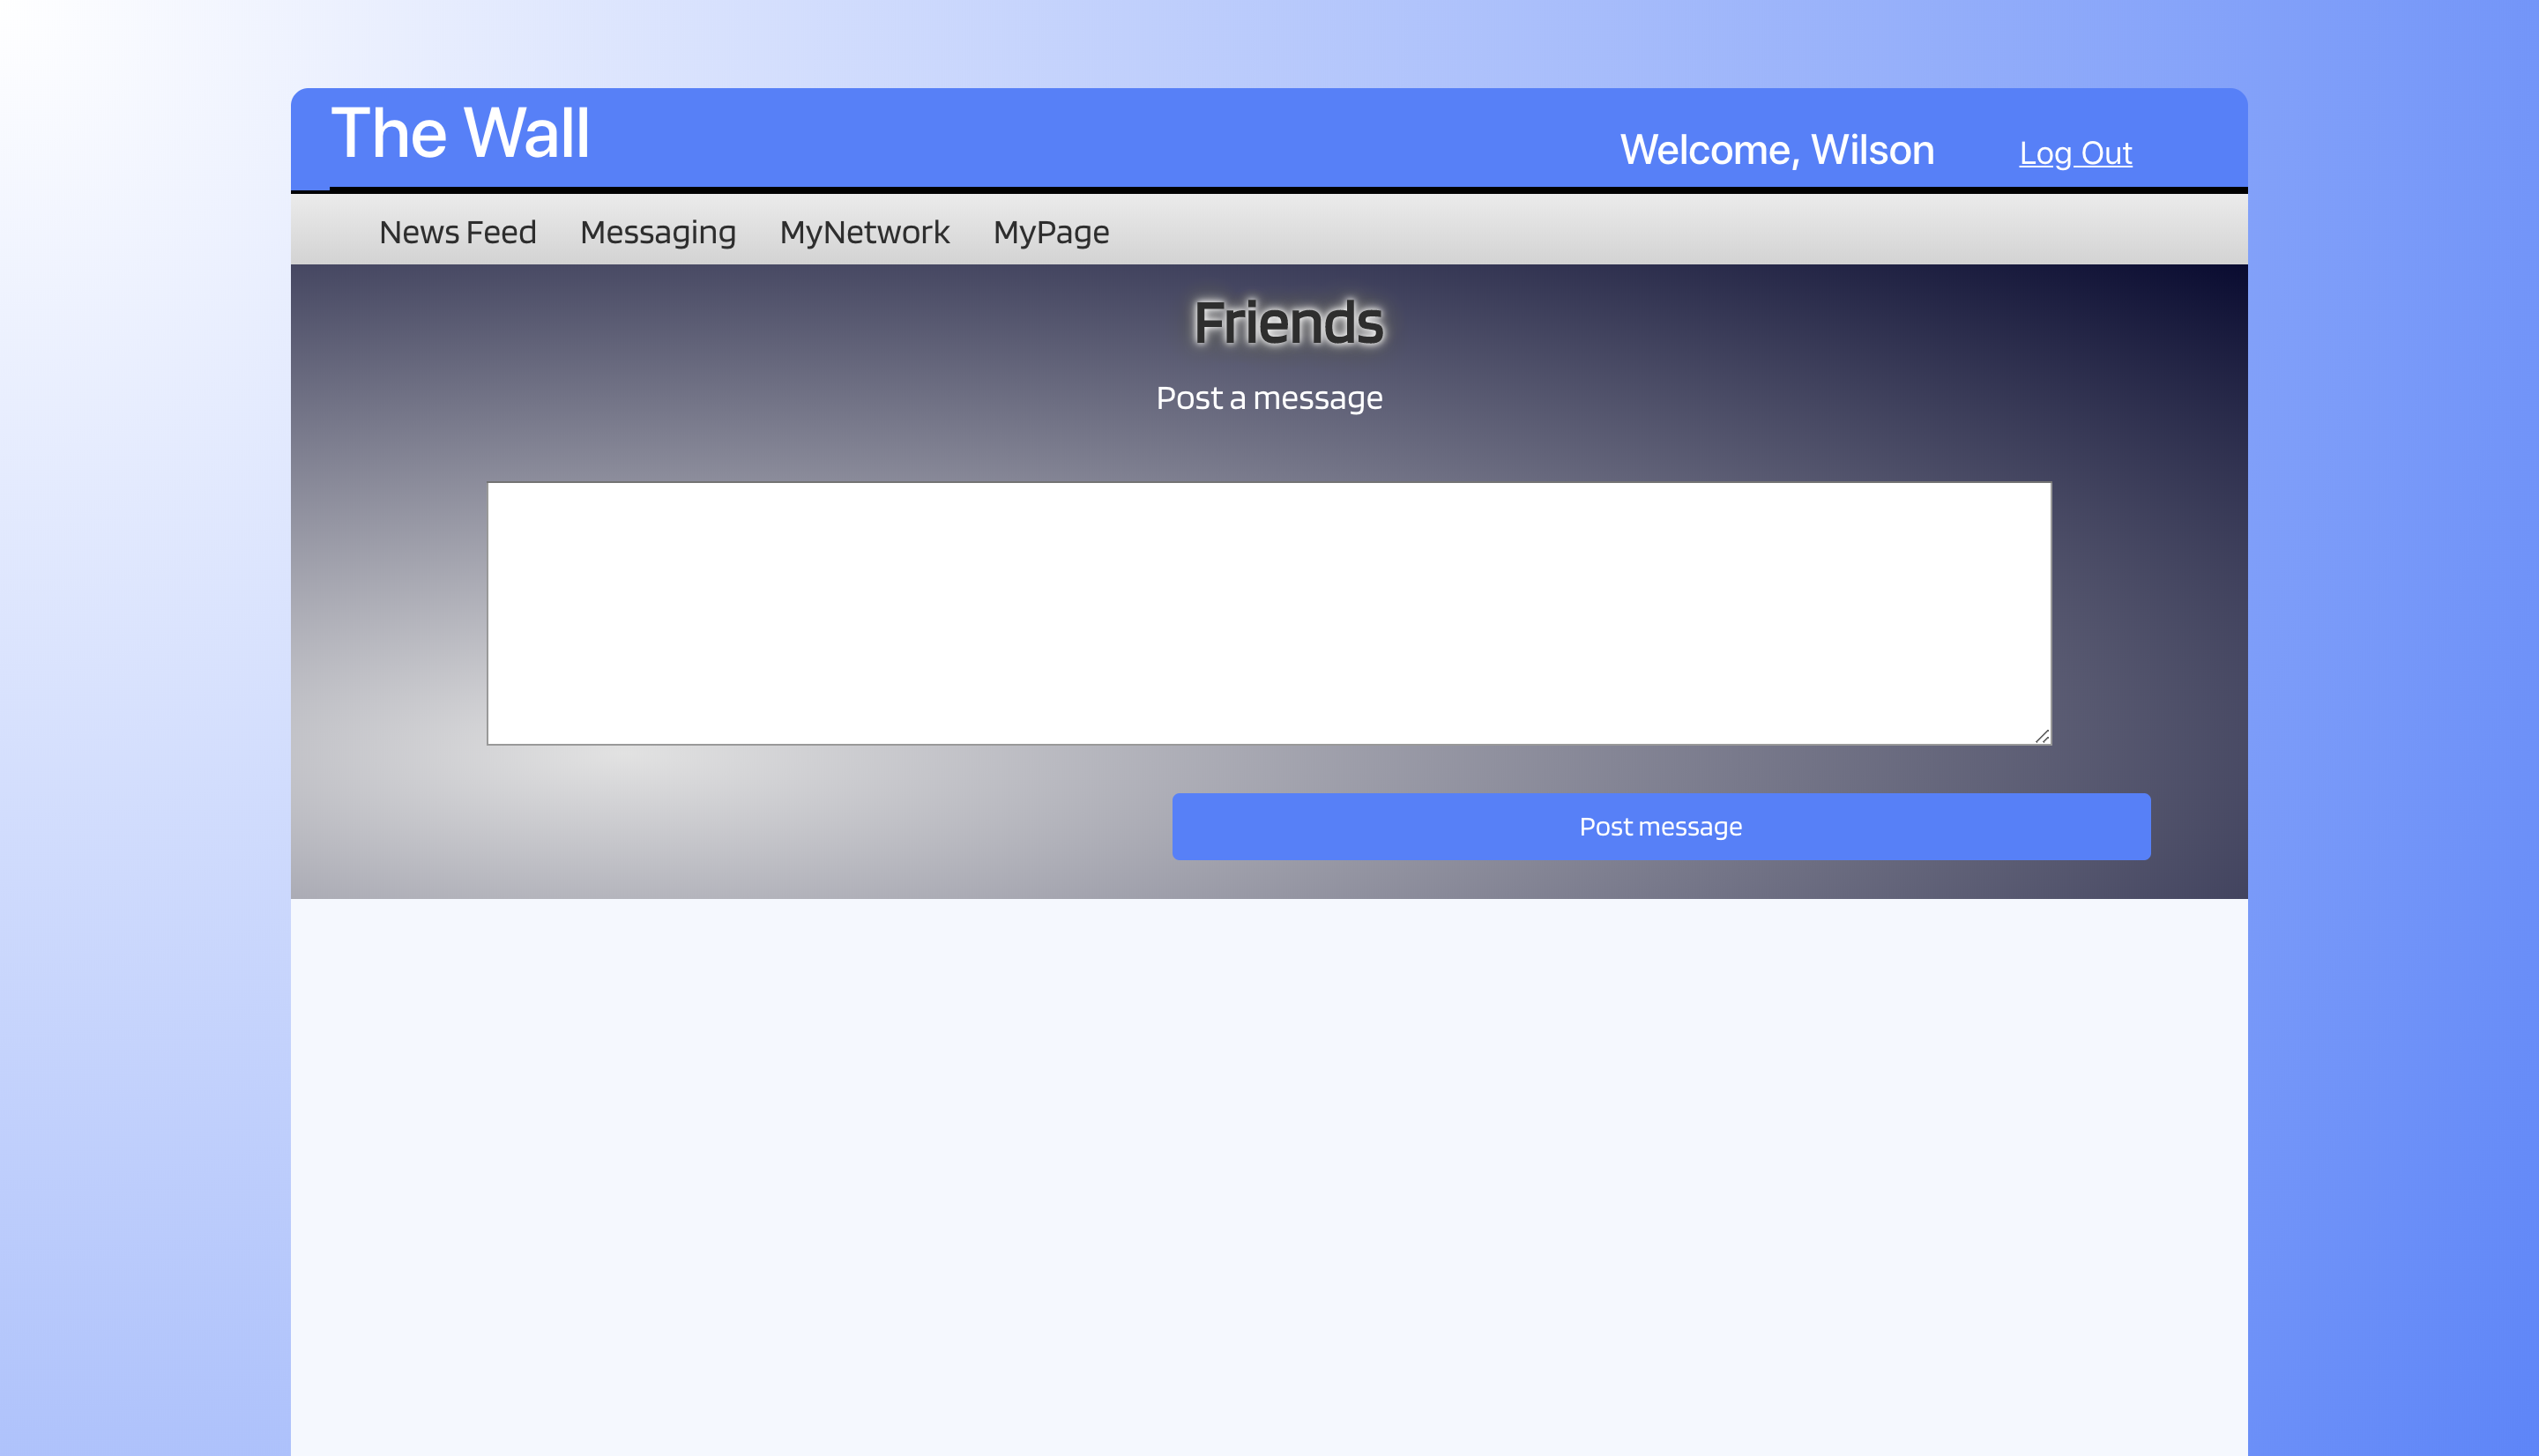 The Wall
Welcome, Wilson
Log Out
News Feed Messaging MyNetwork MyPage
Friends
Post a message
Post message